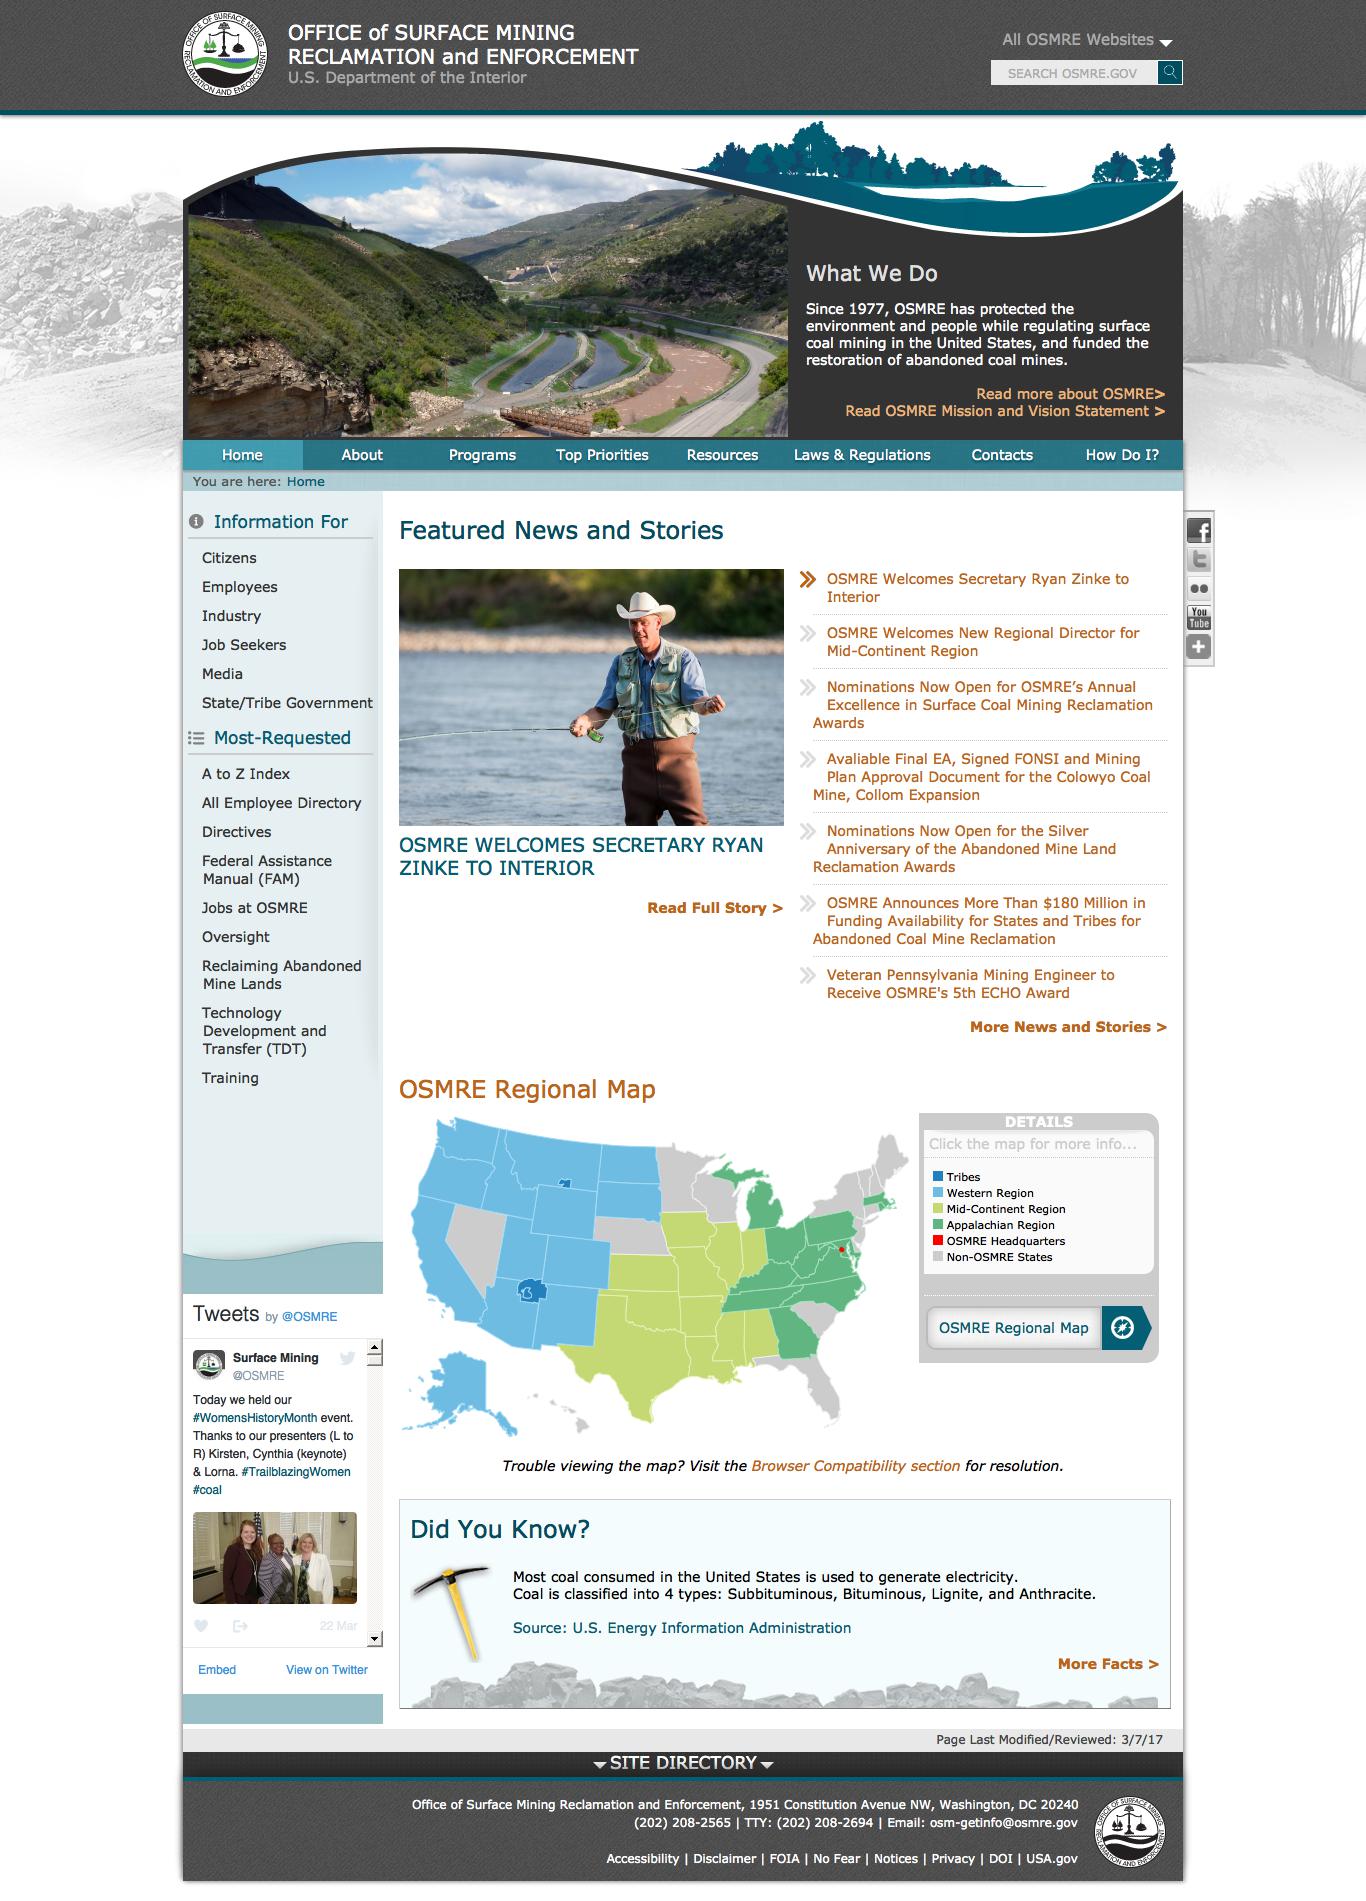 OFFICE of SURFACE MINING
RECLAMATION and ENFORCEMENT
U.S. Department of the Interior
OFFICE OF SURFACE MINING
RECLAMATION AND ENFORCEMENT
All OSMRE Websites
SEARCH OSMRE.GOV
What We Do
Since 1977, OSMRE has protected the
environment and people while regulating surface
coal mining in the United States, and funded the
restoration of abandoned coal mines.
Read more about OSMRE>
Read OSMRE Mission and Vision Statement >
Home About Programs Top Priorities Resources Laws & Regulations Contacts How Do I?
You are here: Home
Information For
Citizens
Employees
Industry
Job Seekers
Media
State/Tribe Government
Most-Requested
A to Z Index
All Employee Directory
Directives
Federal Assistance
Manual (FAM)
Jobs at OSMRE
Oversight
Reclaiming Abandoned
Mine Lands
Technology
Development and
Transfer (TDT)
Training
Tweets by @OSMRE
Surface Mining
@OSMRE
Today we held our
#WomensHistoryMonth event.
Thanks to our presenters (L to
R) Kirsten, Cynthia (keynote)
& Lorna. #TrailblazingWomen
#coal
22 Mar
Embed View on Twitter
Featured News and Stories
OSMRE WELCOMES SECRETARY RYAN
ZINKE TO INTERIOR
Read Full Story >
OSMRE Welcomes Secretary Ryan Zinke to
Interior
OSMRE Welcomes New Regional Director for
Mid-Continent Region
Nominations Now Open for OSMRE’s Annual
Excellence in Surface Coal Mining Reclamation
Awards
Avaliable Final EA, Signed FONSI and Mining
Plan Approval Document for the Colowyo Coal
Mine, Collom Expansion
Nominations Now Open for the Silver
Anniversary of the Abandoned Mine Land
Reclamation Awards
OSMRE Announces More Than $180 Million in
Funding Availability for States and Tribes for
Abandoned Coal Mine Reclamation
Veteran Pennsylvania Mining Engineer to
Receive OSMRE's 5th ECHO Award
More News and Stories >
You
Tube
OSMRE Regional Map
DETAILS
Click the map for more info...
Tribes
Western Region
Mid-Continent Region
Appalachian Region
OSMRE Headquarters
Non-OSMRE States
OSMRE Regional Map
Trouble viewing the map? Visit the Browser Compatibility section for resolution.
Did You Know?
Most coal consumed in the United States is used to generate electricity.
Coal is classified into 4 types: Subbituminous, Bituminous, Lignite, and Anthracite.
Source: U.S. Energy Information Administration
More Facts >
Page Last Modified/Reviewed: 3/7/17
SITE DIRECTORY
Office of Surface Mining Reclamation and Enforcement, 1951 Constitution Avenue NW, Washington, DC 20240
(202) 208-2565 | TTY: (202) 208-2694 | Email: osm-getinfo@osmre.gov
Accessibility | Disclaimer | FOIA | No Fear | Notices | Privacy | DOI | USA.gov
OFFICE OF SURFACE MINING
RECLAMATION AND ENFORCEMENT